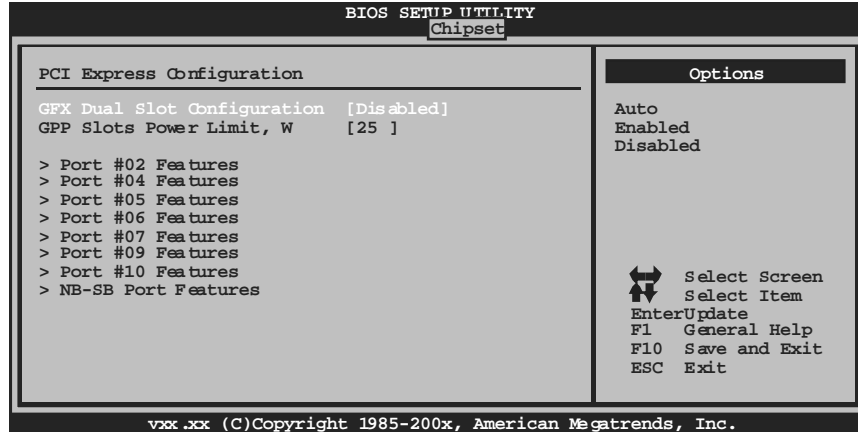 BIOS SETUP UTILITY
Chipset
PCI Express Configuration
GFX Dual Slot Configuration [Disabled]
GPP Slots Power Limit, W [25 ]
> Port #02 Features
> Port #04 Features
> Port #05 Features
> Port #06 Features
> Port #07 Features
> Port #09 Features
> Port #10 Features
> NB-SB Port Features
Options
Auto
Enabled
Disabled
Select Screen
Select Item
EnterUpdate
F1 General Help
F10 Save and Exit
ESC Exit
vxx.xx (C)Copyright 1985-200x, American Megatrends, Inc.